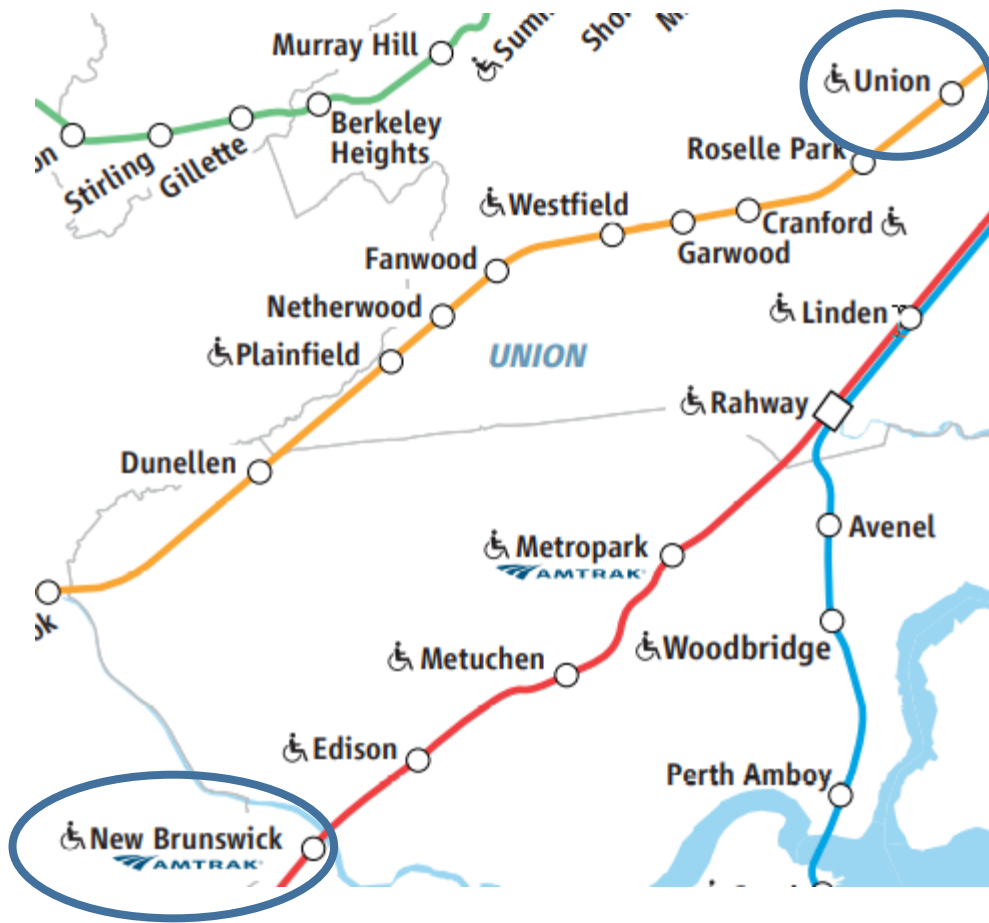 Murray Hill
Union
Berkeley
Heights
Stirling
Gillette
Roselle Park
Westfield
Cranford
Garwood
Fanwood
Netherwood
Linden
Plainfield
UNION
Rahway
Dunellen
Avenel
Metropark
AMTRAK
Metuchen
Woodbridge
Edison
Perth Amboy
New Brunswick
AMTRAK